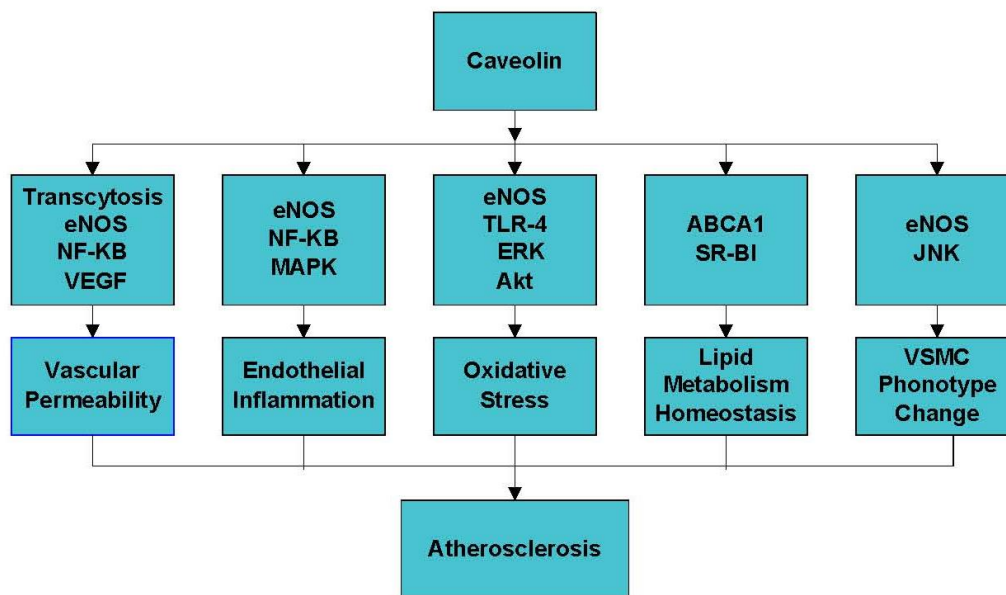 Caveolin
Transcytosis
eNOS
NF-KB
VEGF
eNOS
NF-KB
MAPK
eNOS
TLR-4
ERK
Akt
ABCA1
SR-BI
eNOS
JNK
Vascular
Permeability
Endothelial
Inflammation
Oxidative
Stress
Lipid
Metabolism
Homeostasis
VSMC
Phonotype
Change
Atherosclerosis